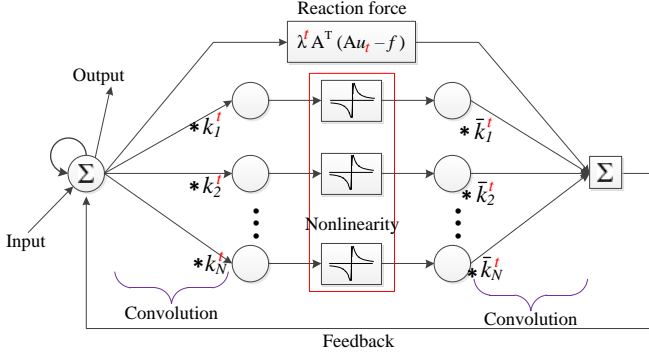 Reaction force
λ^t A^T (Au_t − f)
Output
* k_1^t
* k̄_1^t
Σ
* k_2^t
* k̄_2^t
Σ
Input
Nonlinearity
* k_N^t
* k̄_N^t
Convolution
Convolution
Feedback